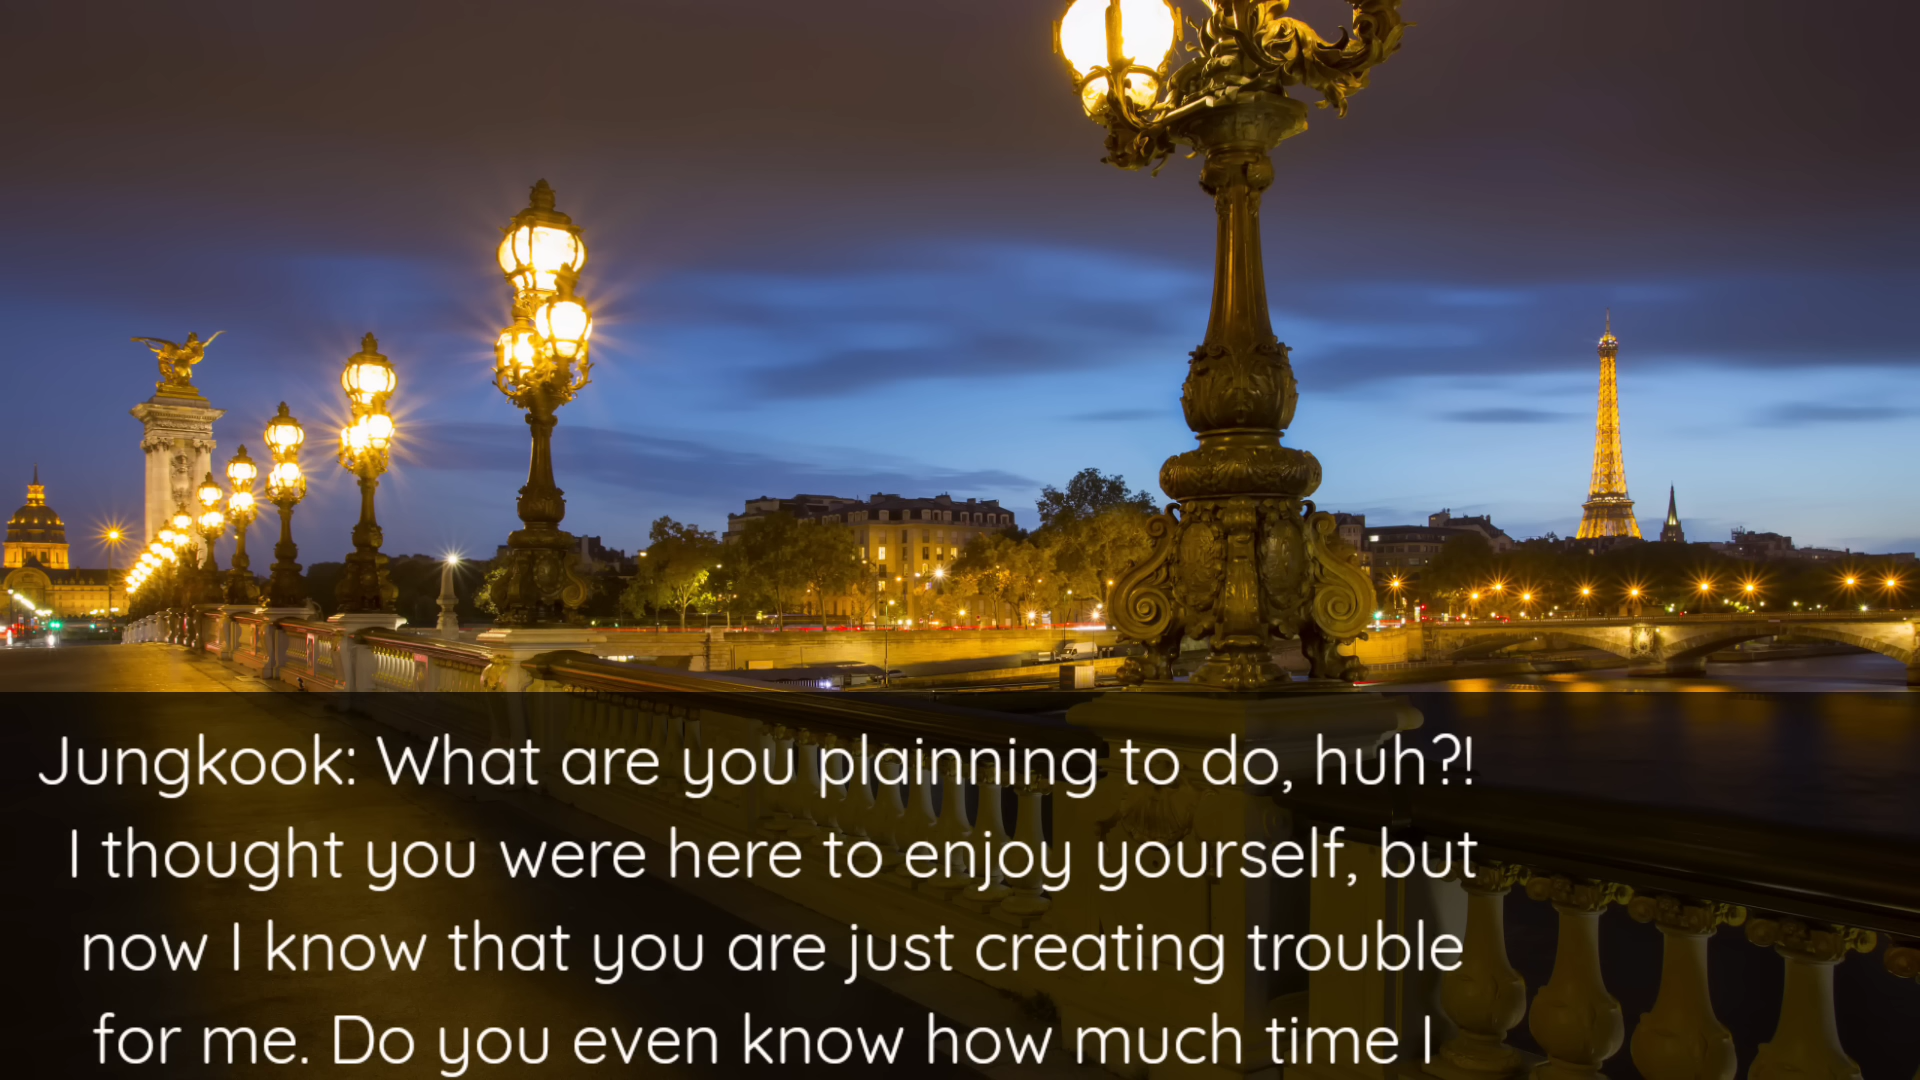 Jungkook: What are you plainning to do, huh?!
I thought you were here to enjoy yourself, but
now I know that you are just creating trouble
for me. Do you even know how much time I